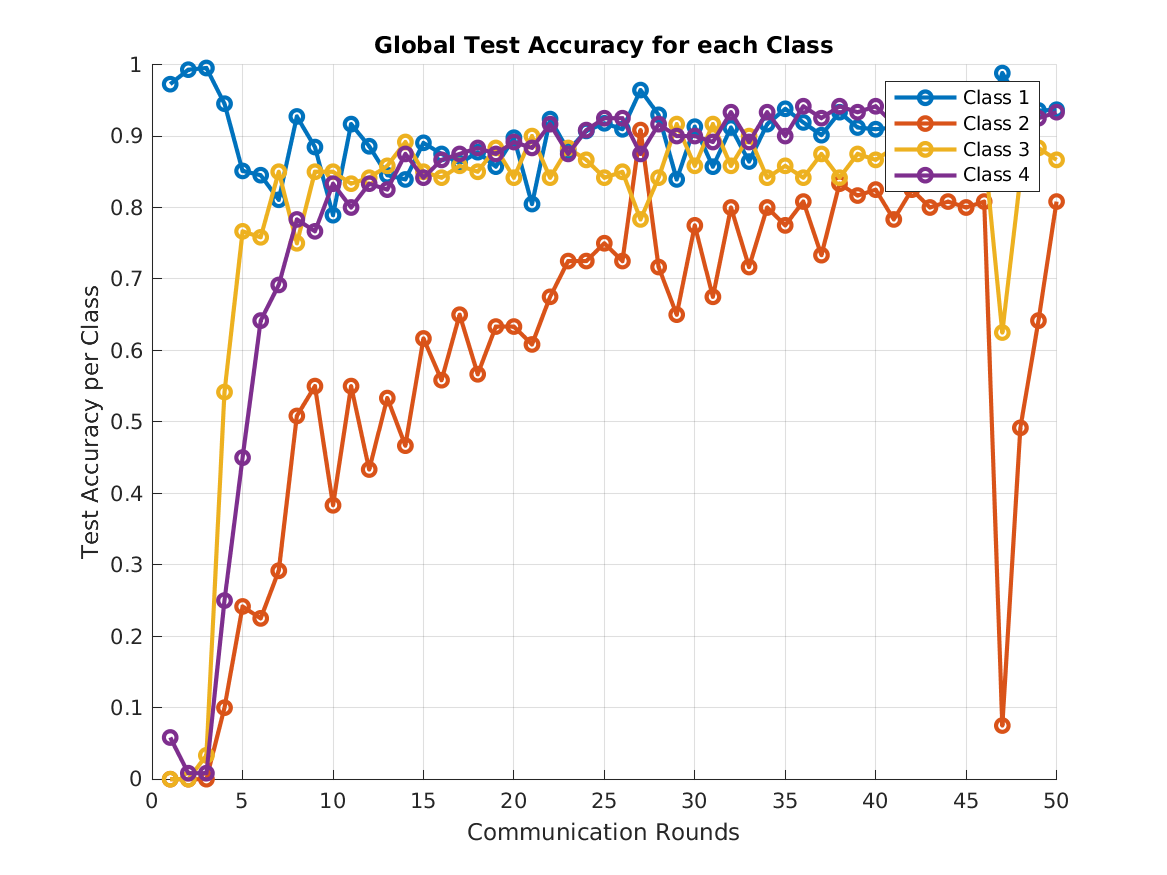 Global Test Accuracy for each Class
Test Accuracy per Class
1
0.9
0.8
0.7
0.6
0.5
0.4
0.3
0.2
0.1
0
Class 1
Class 2
Class 3
Class 4
0 5 10 15 20 25 30 35 40 45 50
Communication Rounds